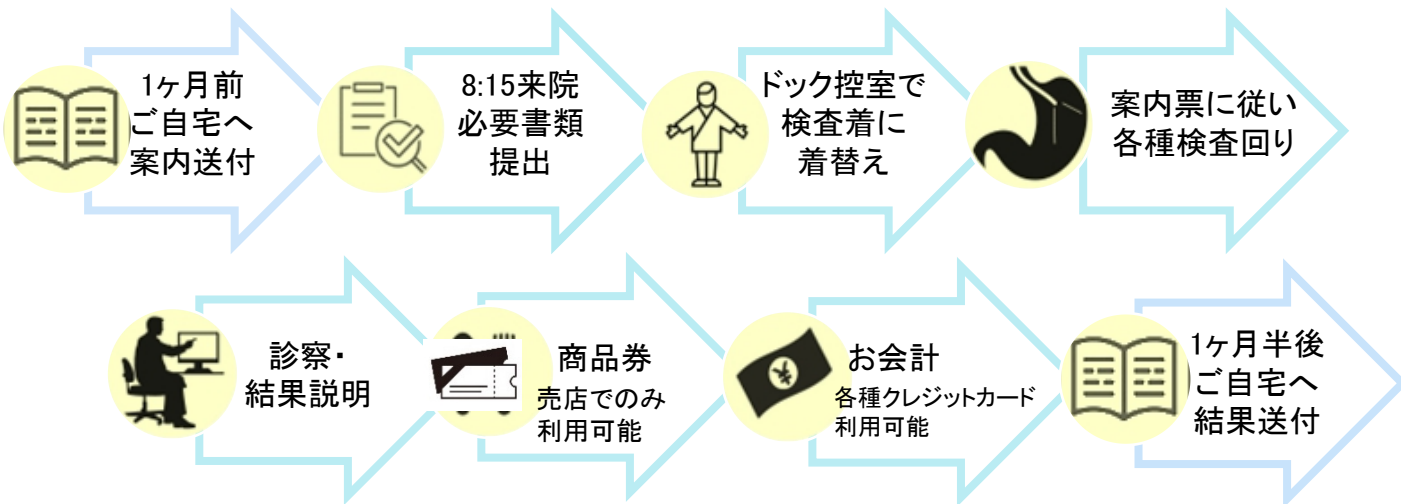 1ヶ月前
ご自宅へ
案内送付
8:15来院
必要書類
提出
ドック控室で
検査着に
着替え
案内票に従い
各種検査回り
診察・
結果説明
商品券
売店でのみ
利用可能
お会計
各種クレジットカード
利用可能
1ヶ月半後
ご自宅へ
結果送付